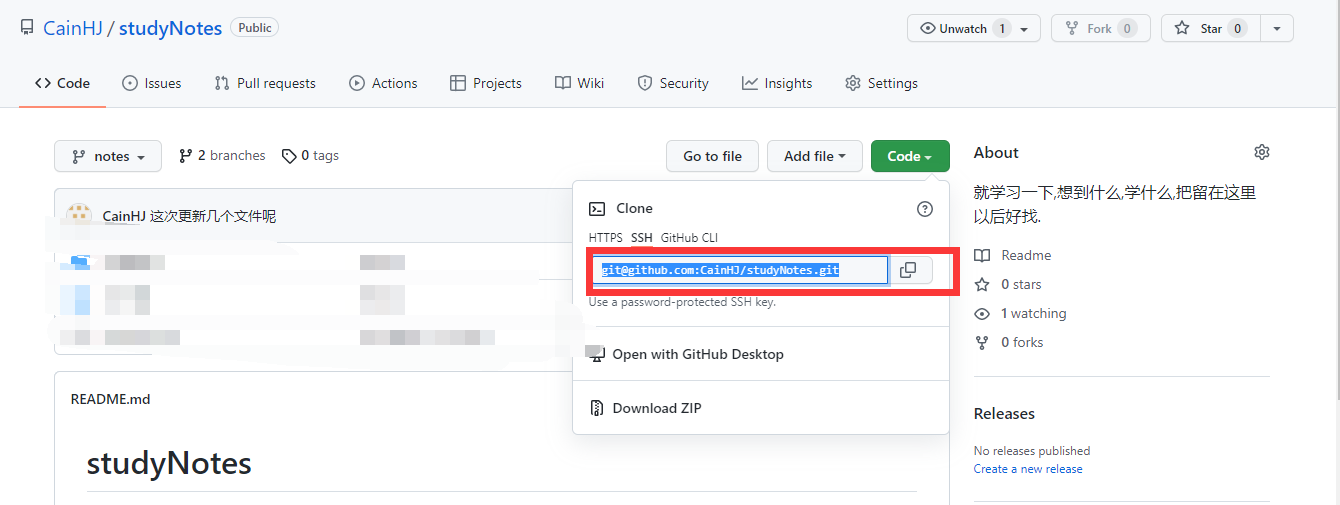 CainHJ / studyNotes Public
Unwatch 1 Fork 0 Star 0
Code Issues Pull requests Actions Projects Wiki Security Insights Settings
notes 2 branches 0 tags Go to file Add file Code
CainHJ 这次更新几个文件呢
Clone
HTTPS SSH GitHub CLI
git@github.com:CainHJ/studyNotes.git
Use a password-protected SSH key.
Open with GitHub Desktop
Download ZIP
README.md
studyNotes
About
就学习一下,想到什么,学什么,把留在这里
以后好找.
Readme
0 stars
1 watching
0 forks
Releases
No releases published
Create a new release